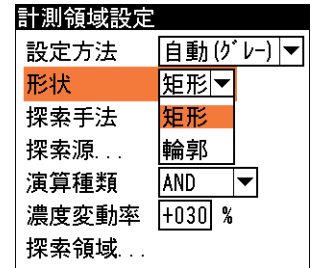 計測領域設定
設定方法 自動(グレー)
形状 矩形
探索手法 矩形
探索源... 輪郭
演算種類 AND
濃度変動率 +030 %
探索領域...